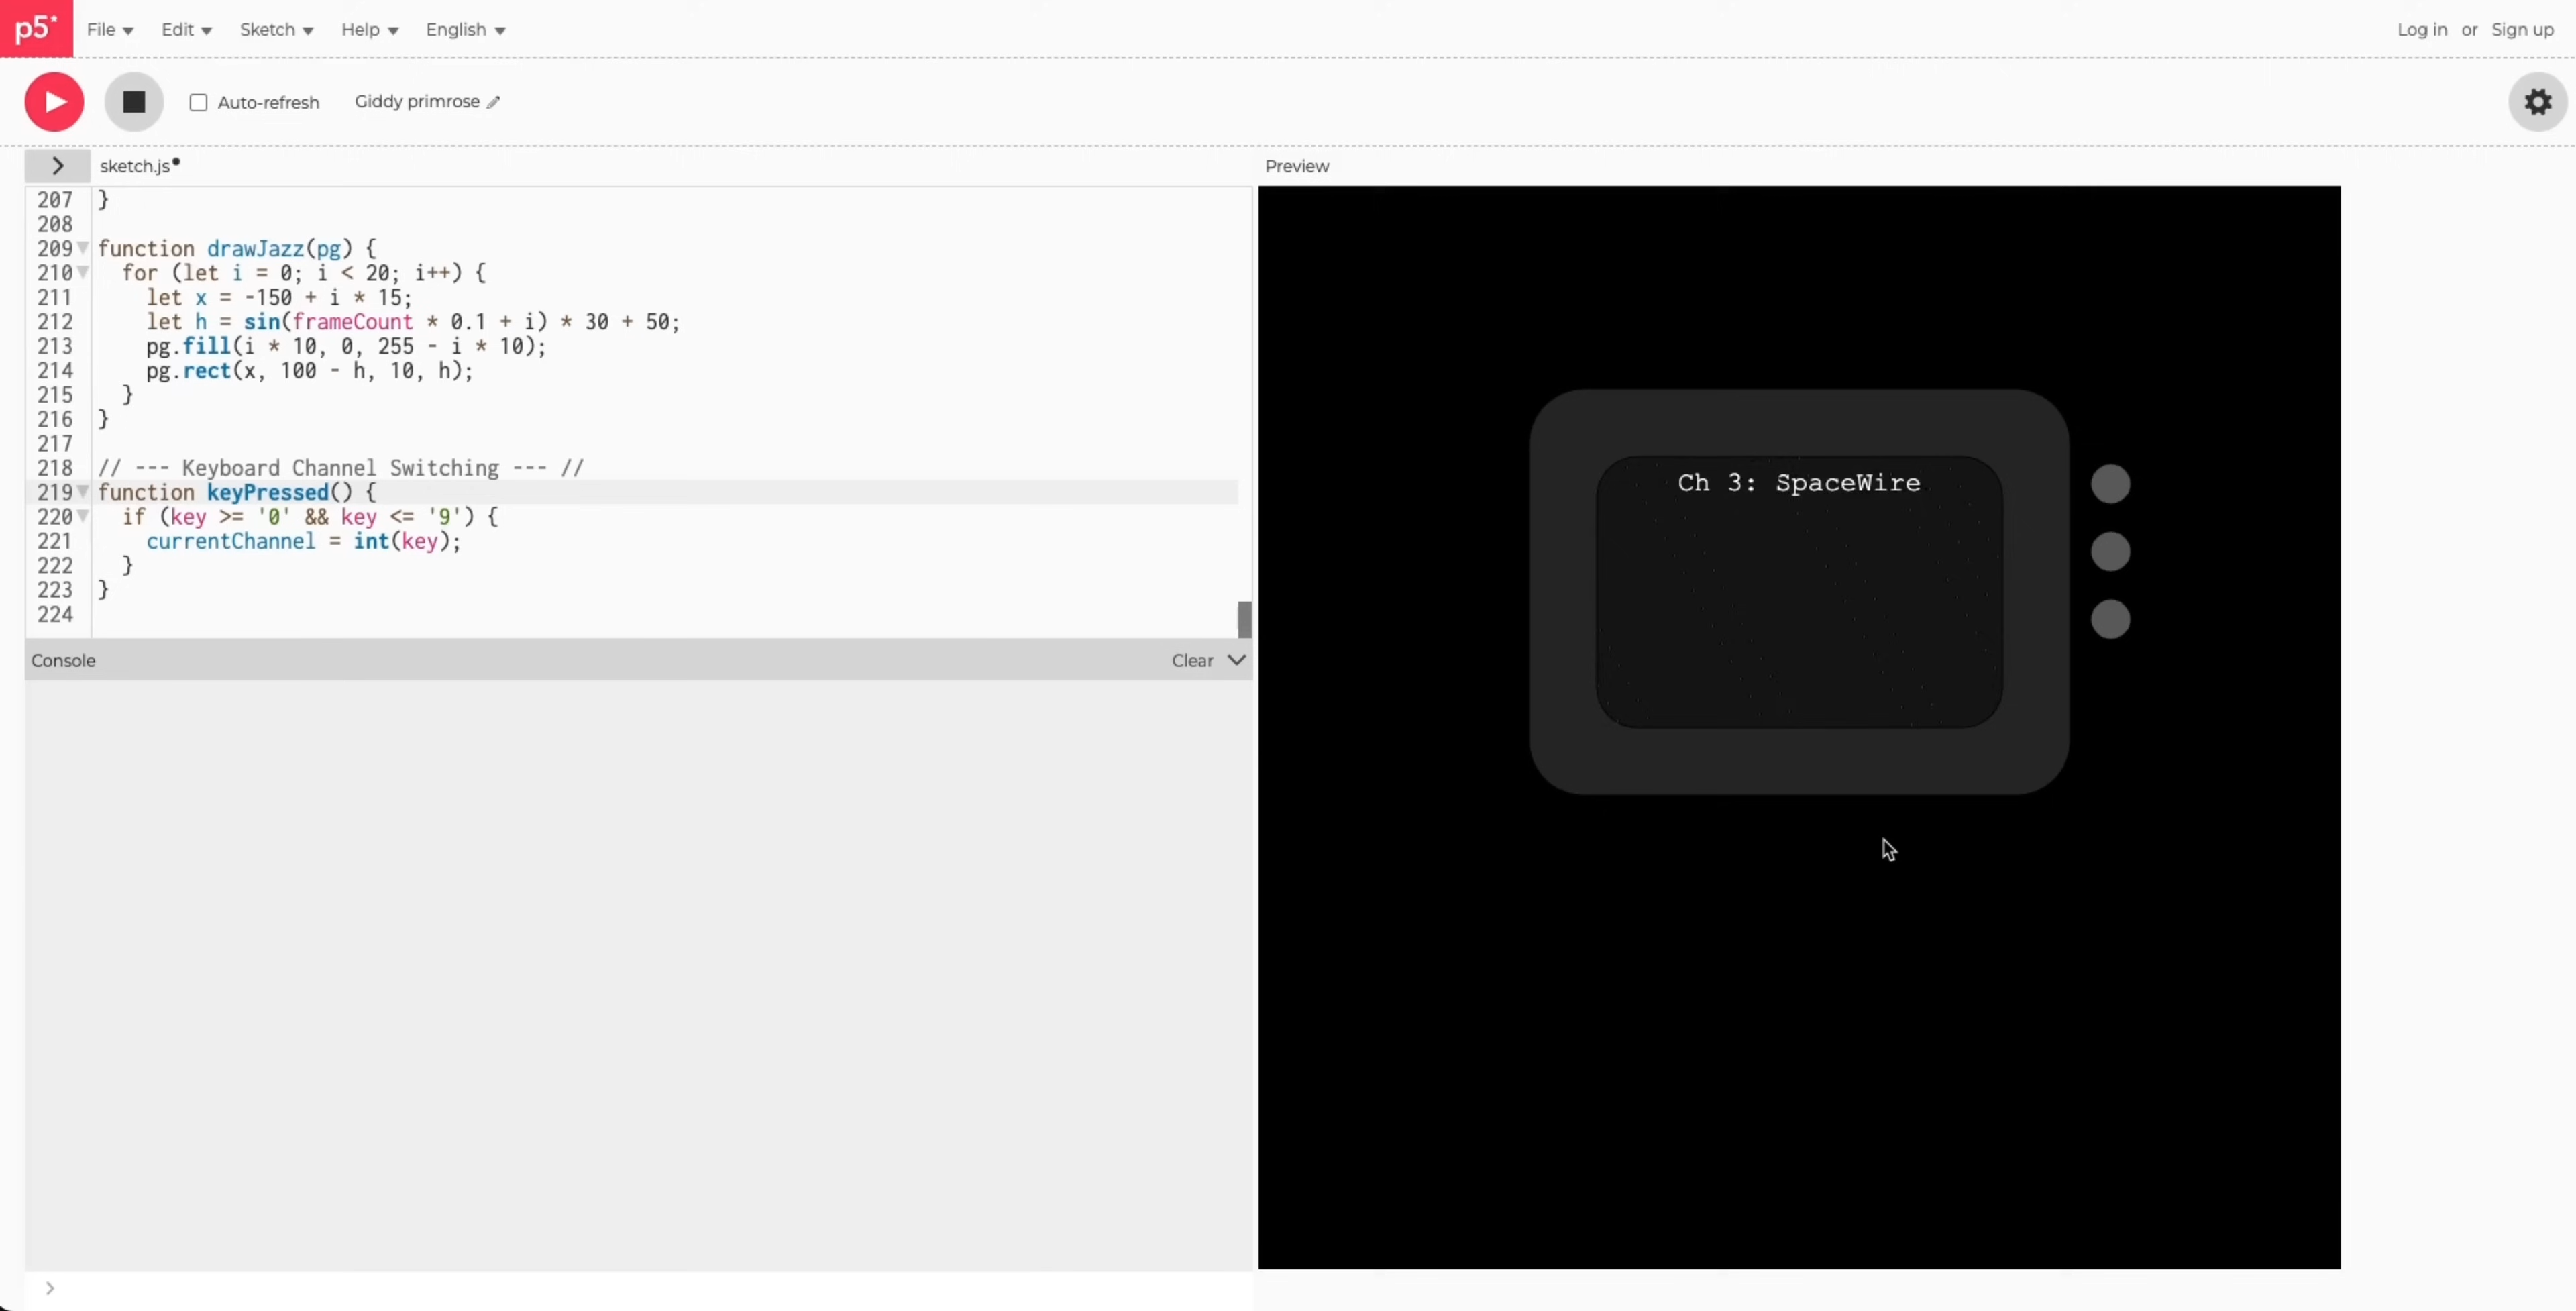 p5*
File Edit Sketch Help English
Log in or Sign up
Auto-refresh Giddy primrose
> sketch.js•
Preview
207 }
208
209 function drawJazz(pg) {
210   for (let i = 0; i < 20; i++) {
211     let x = -150 + i * 15;
212     let h = sin(frameCount * 0.1 + i) * 30 + 50;
213     pg.fill(i * 10, 0, 255 - i * 10);
214     pg.rect(x, 100 - h, 10, h);
215   }
216 }
217
218 // --- Keyboard Channel Switching --- //
219 function keyPressed() {
220   if (key >= '0' && key <= '9') {
221     currentChannel = int(key);
222   }
223 }
224
Console
Clear
>
Ch 3: SpaceWire